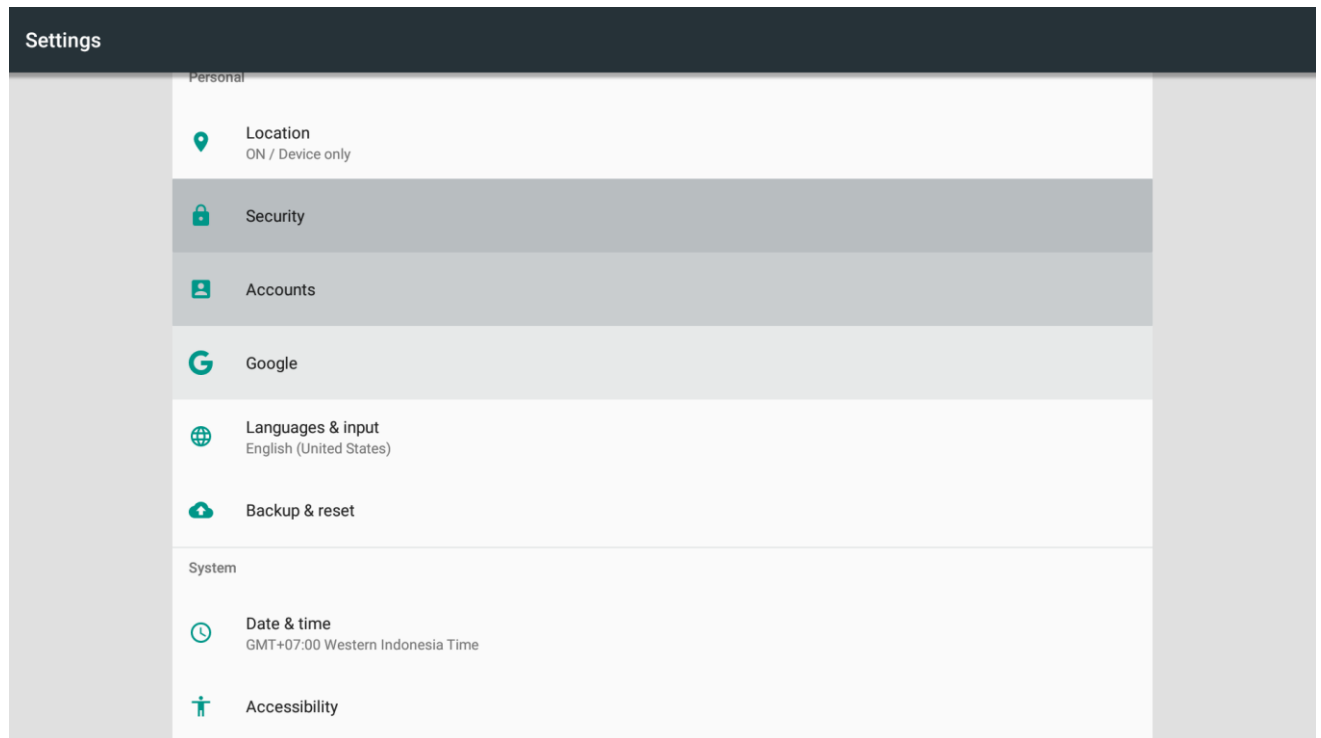 Settings
Personal
Location
ON / Device only
Security
Accounts
Google
Languages & input
English (United States)
Backup & reset
System
Date & time
GMT+07:00 Western Indonesia Time
Accessibility